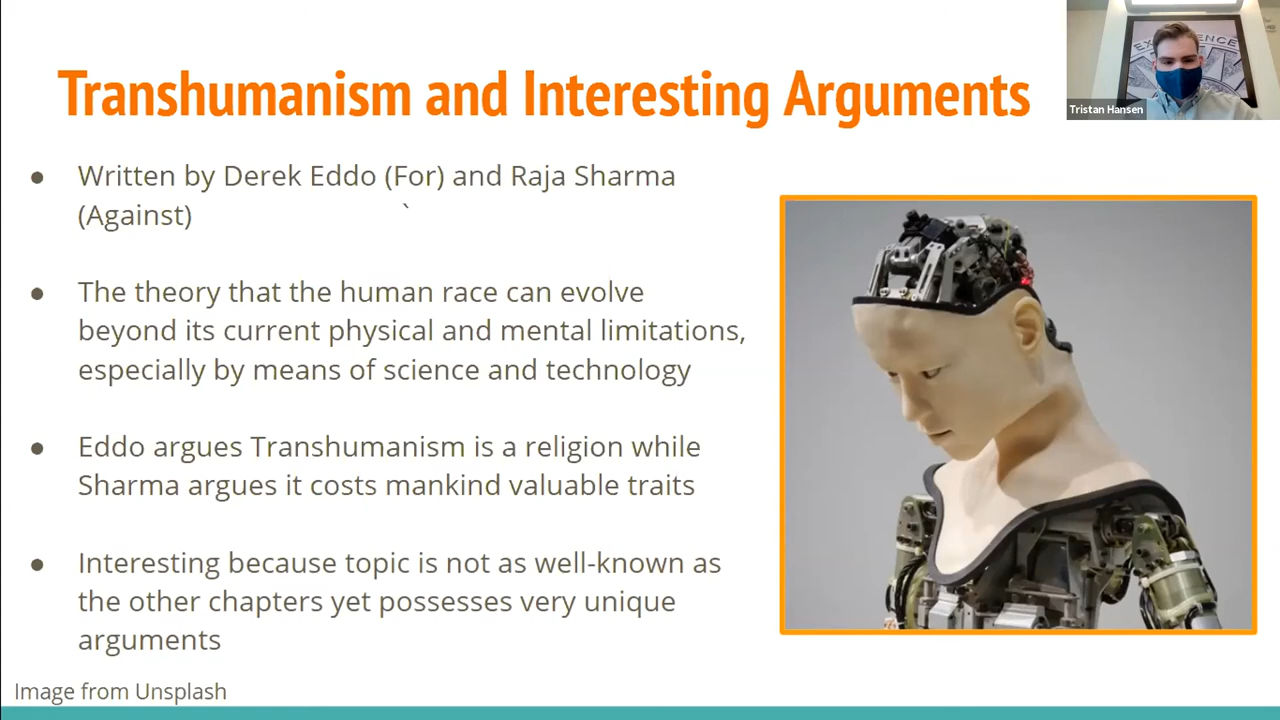 Transhumanism and Interesting Arguments
Tristan Hansen
● Written by Derek Eddo (For) and Raja Sharma
(Against) `
● The theory that the human race can evolve
beyond its current physical and mental limitations,
especially by means of science and technology
● Eddo argues Transhumanism is a religion while
Sharma argues it costs mankind valuable traits
● Interesting because topic is not as well-known as
the other chapters yet possesses very unique
arguments
Image from Unsplash